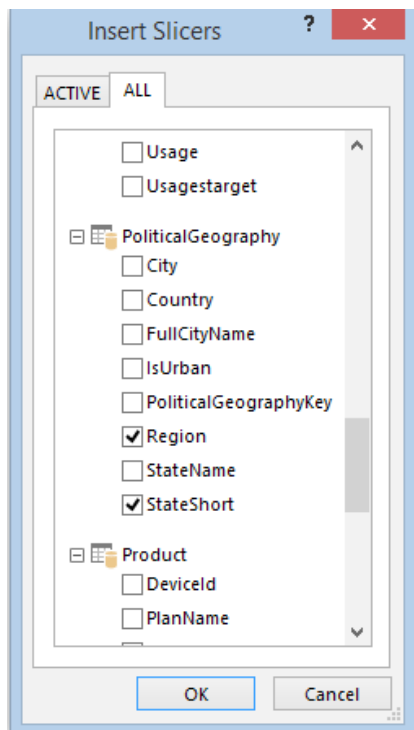 Insert Slicers ? ×
ACTIVE ALL
Usage
Usagestarget
PoliticalGeography
City
Country
FullCityName
IsUrban
PoliticalGeographyKey
Region
StateName
StateShort
Product
DeviceId
PlanName
OK Cancel